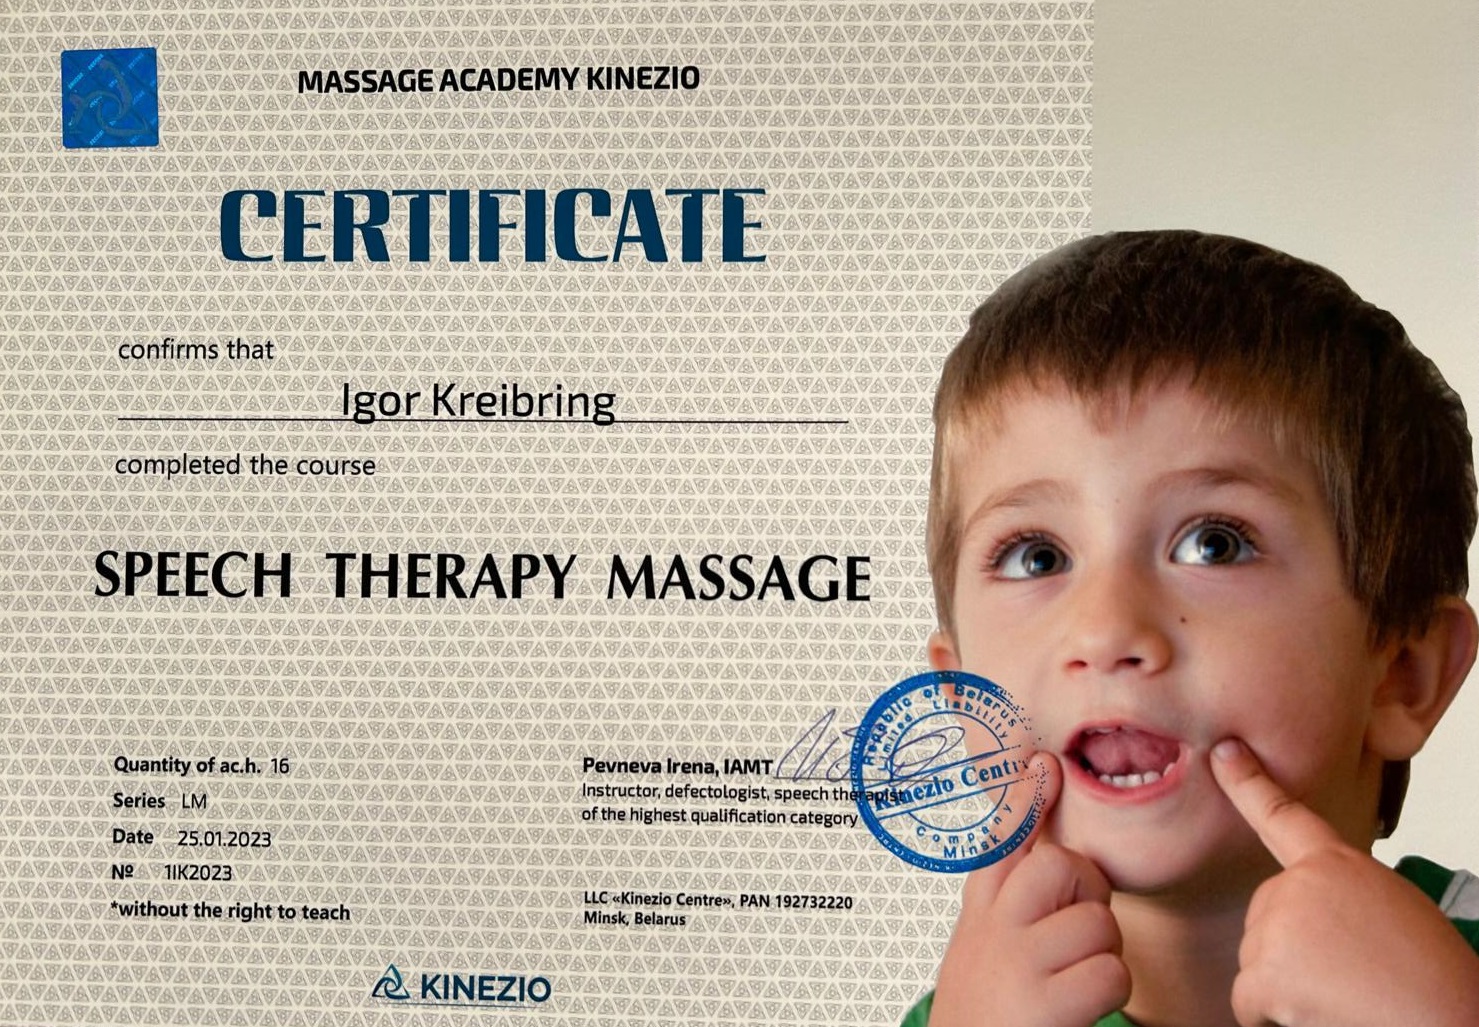 MASSAGE ACADEMY KINEZIO
CERTIFICATE
confirms that
Igor Kreibring
completed the course
SPEECH THERAPY MASSAGE
Quantity of ac.h. 16
Series LM
Date 25.01.2023
№ 1IK2023
*without the right to teach
Pevneva Irena, IAMT
Instructor, defectologist, speech therapist
of the highest qualification category
Republic of Belarus
Limited Liability
Kinezio Centre
Company
Minsk
LLC «Kinezio Centre», PAN 192732220
Minsk, Belarus
KINEZIO